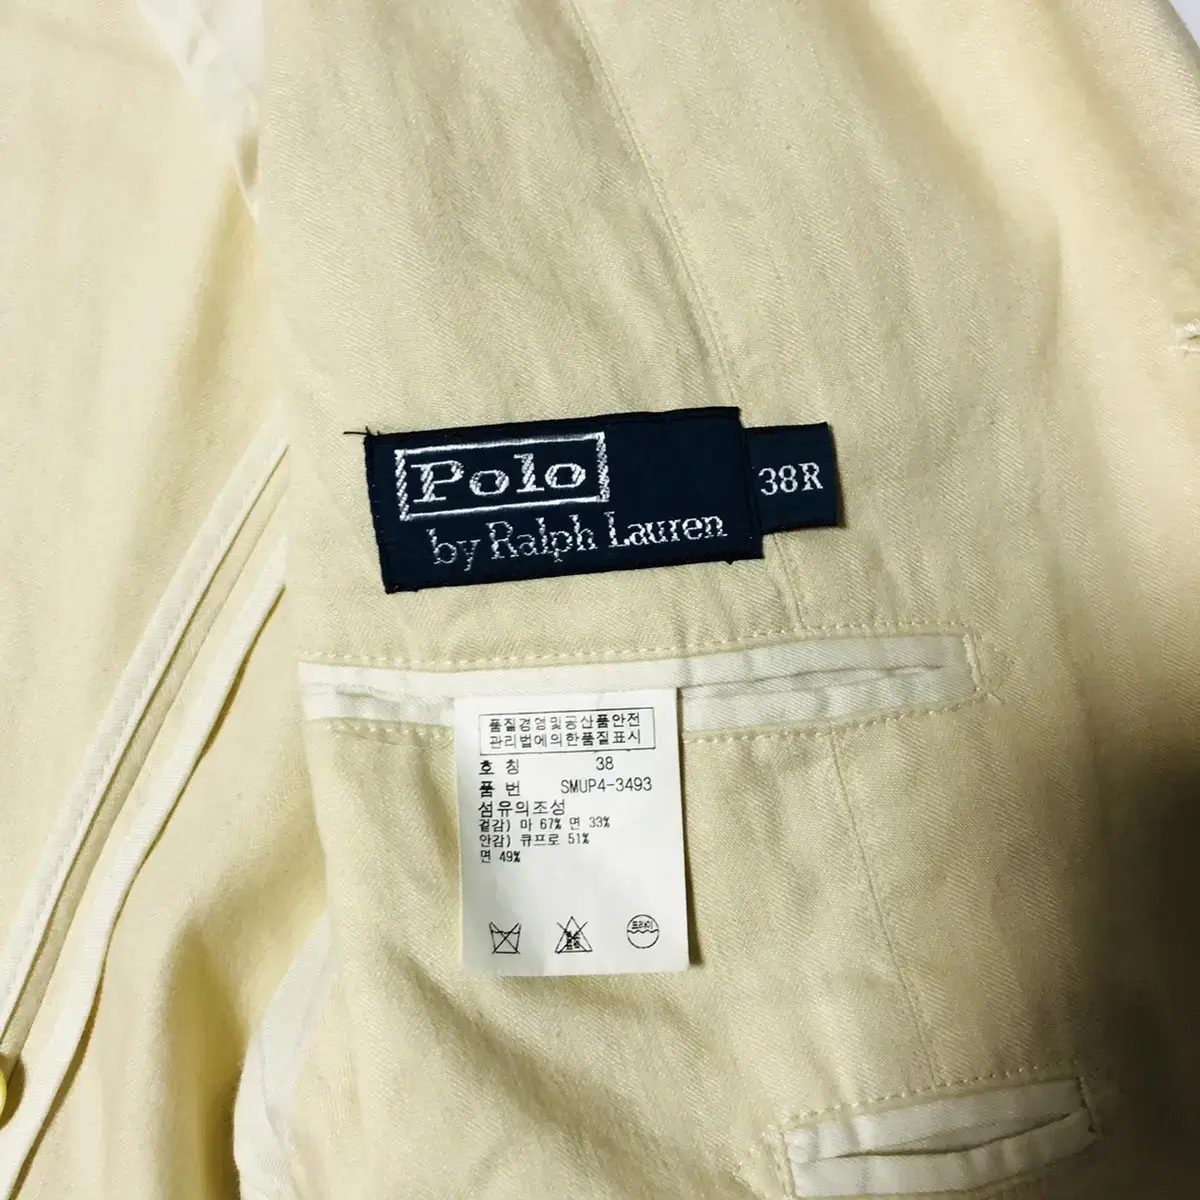 Polo
by Ralph Lauren
38R
품질경영및공산품안전
관리법에의한품질표시
호 칭 38
품 번 SMUP4-3493
섬유의조성
겉감) 마 67% 면 33%
안감) 큐프로 51%
면 49%
드라이